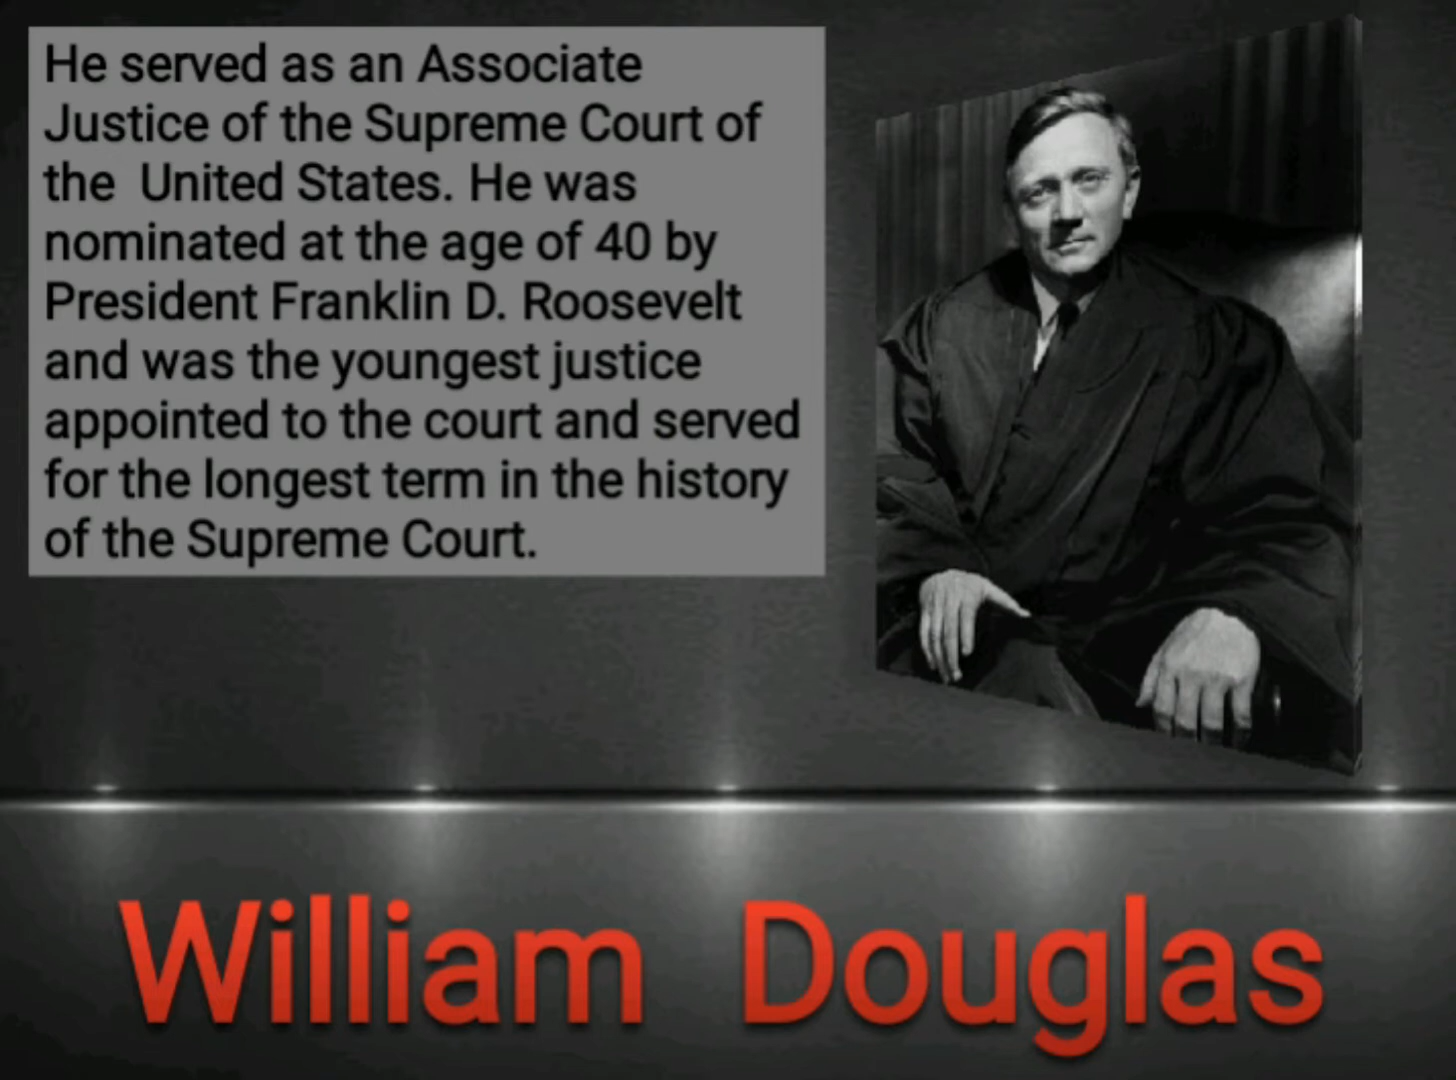 He served as an Associate
Justice of the Supreme Court of
the  United States. He was
nominated at the age of 40 by
President Franklin D. Roosevelt
and was the youngest justice
appointed to the court and served
for the longest term in the history
of the Supreme Court.
William  Douglas